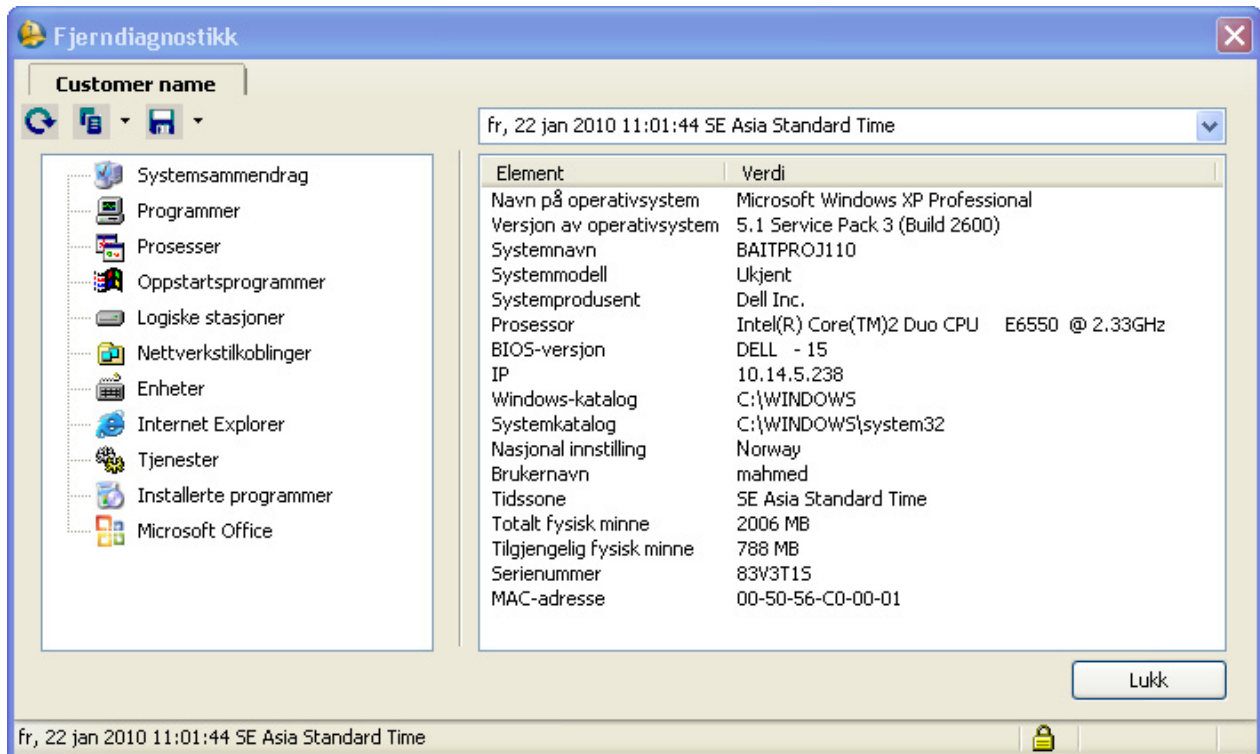 Fjerndiagnostikk
Customer name
fr, 22 jan 2010 11:01:44 SE Asia Standard Time
Systemsammendrag
Programmer
Prosesser
Oppstartsprogrammer
Logiske stasjoner
Nettverkstilkoblinger
Enheter
Internet Explorer
Tjenester
Installerte programmer
Microsoft Office
Element Verdi
Navn på operativsystem Microsoft Windows XP Professional
Versjon av operativsystem 5.1 Service Pack 3 (Build 2600)
Systemnavn BAITPROJ110
Systemmodell Ukjent
Systemprodusent Dell Inc.
Prosessor Intel(R) Core(TM)2 Duo CPU E6550 @ 2.33GHz
BIOS-versjon DELL - 15
IP 10.14.5.238
Windows-katalog C:\WINDOWS
Systemkatalog C:\WINDOWS\system32
Nasjonal innstilling Norway
Brukernavn mahmed
Tidssone SE Asia Standard Time
Totalt fysisk minne 2006 MB
Tilgjengelig fysisk minne 788 MB
Serienummer 83V3T1S
MAC-adresse 00-50-56-C0-00-01
Lukk
fr, 22 jan 2010 11:01:44 SE Asia Standard Time